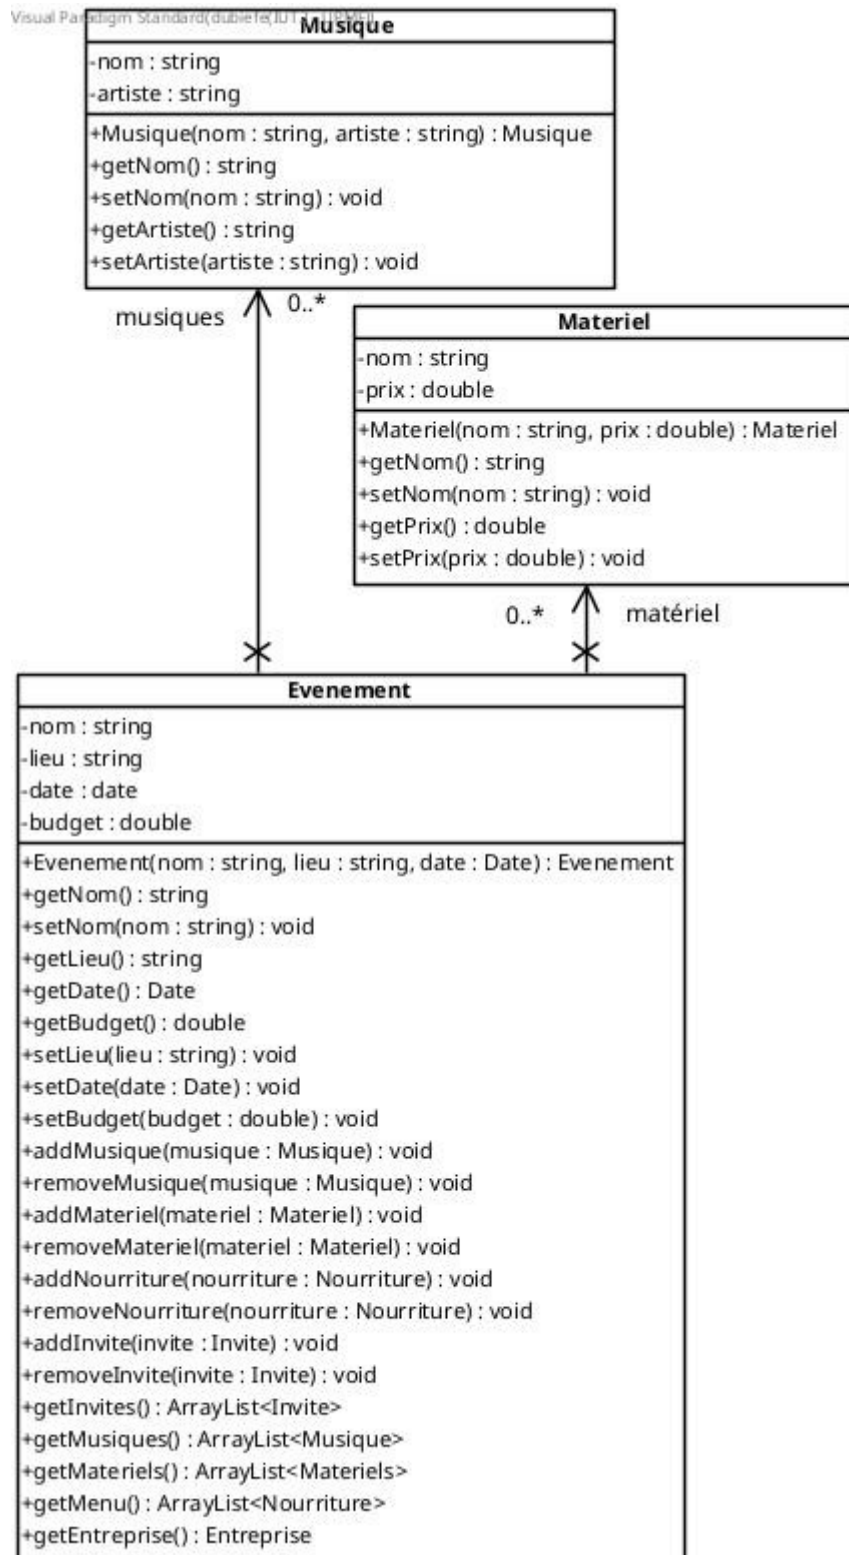 Visual Paradigm Standard(dubiefe(IUT
Musique
-nom : string
-artiste : string
+Musique(nom : string, artiste : string) : Musique
+getNom() : string
+setNom(nom : string) : void
+getArtiste() : string
+setArtiste(artiste : string) : void
musiques
0..*
Materiel
-nom : string
-prix : double
+Materiel(nom : string, prix : double) : Materiel
+getNom() : string
+setNom(nom : string) : void
+getPrix() : double
+setPrix(prix : double) : void
0..*
matériel
Evenement
-nom : string
-lieu : string
-date : date
-budget : double
+Evenement(nom : string, lieu : string, date : Date) : Evenement
+getNom() : string
+setNom(nom : string) : void
+getLieu() : string
+getDate() : Date
+getBudget() : double
+setLieu(lieu : string) : void
+setDate(date : Date) : void
+setBudget(budget : double) : void
+addMusique(musique : Musique) : void
+removeMusique(musique : Musique) : void
+addMateriel(materiel : Materiel) : void
+removeMateriel(materiel : Materiel) : void
+addNourriture(nourriture : Nourriture) : void
+removeNourriture(nourriture : Nourriture) : void
+addInvite(invite : Invite) : void
+removeInvite(invite : Invite) : void
+getInvites() : ArrayList<Invite>
+getMusiques() : ArrayList<Musique>
+getMateriels() : ArrayList<Materiels>
+getMenu() : ArrayList<Nourriture>
+getEntreprise() : Entreprise